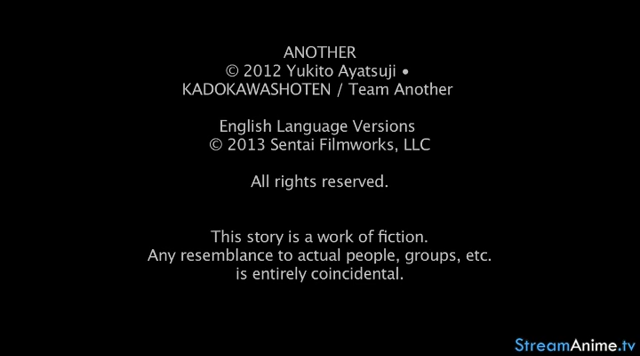 ANOTHER
© 2012 Yukito Ayatsuji •
KADOKAWASHOTEN / Team Another
English Language Versions
© 2013 Sentai Filmworks, LLC
All rights reserved.
This story is a work of fiction.
Any resemblance to actual people, groups, etc.
is entirely coincidental.
StreamAnime.tv